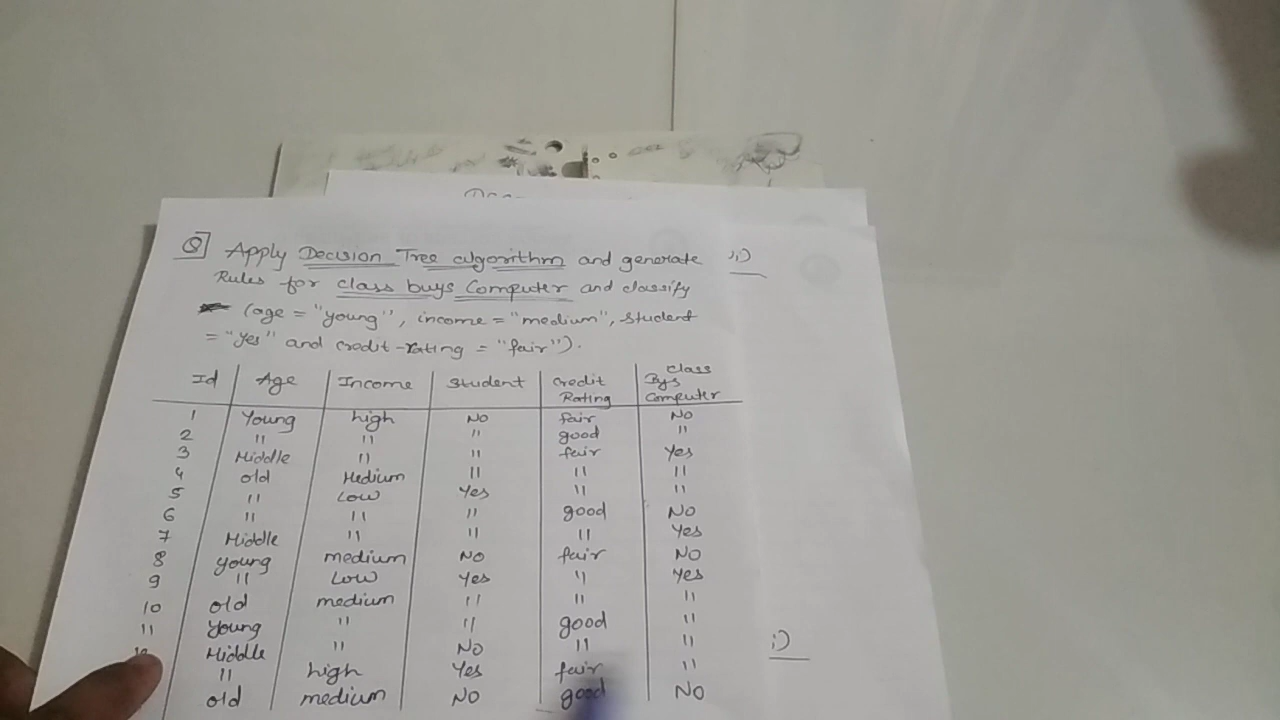 Q] Apply Decision Tree algorithm and generate
Rules for class buys Computer and classify
(age = "young", income = "medium", student
= "yes" and credit-rating = "fair").
Id Age Income Student Credit Rating Class Bys Computer
1 Young high No fair No
2 " " " good "
3 Middle " " fair Yes
4 old Medium " " "
5 " Low Yes " "
6 " " " good No
7 Middle " " " Yes
8 young medium No fair No
9 " Low Yes " Yes
10 old medium " " "
11 young " " good "
Middle " No " "
" high Yes fair "
old medium No good No